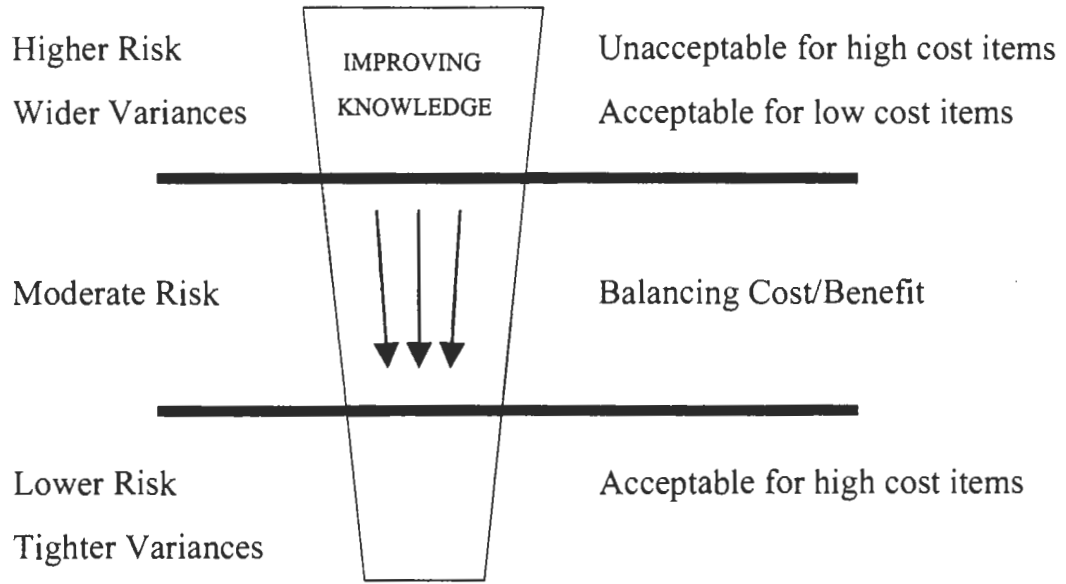 Higher Risk
Wider Variances
IMPROVING
KNOWLEDGE
Unacceptable for high cost items
Acceptable for low cost items
Moderate Risk
Balancing Cost/Benefit
Lower Risk
Tighter Variances
Acceptable for high cost items